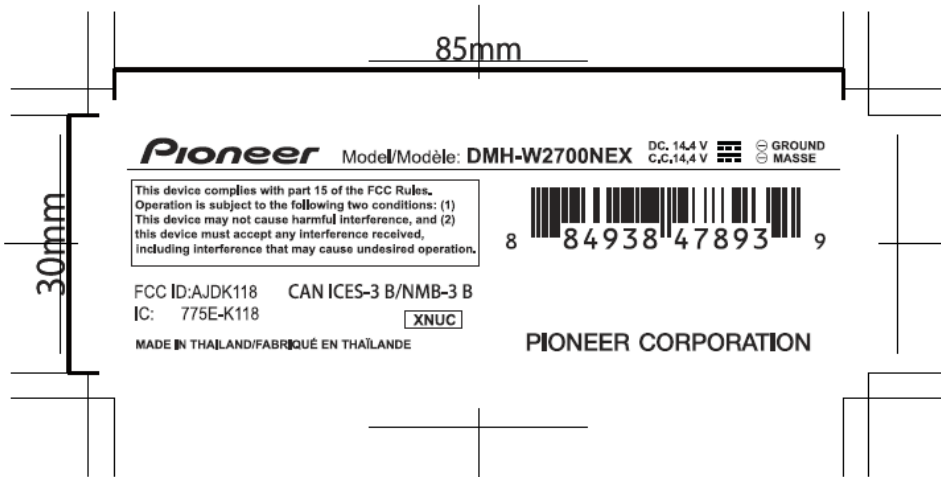 85mm
30mm
Pioneer Model/Modèle: DMH-W2700NEX DC. 14.4 V ⊖ GROUND
C.C.14,4 V ⊖ MASSE
This device complies with part 15 of the FCC Rules.
Operation is subject to the following two conditions: (1)
This device may not cause harmful interference, and (2)
this device must accept any interference received,
including interference that may cause undesired operation.
8 84938 47893 9
FCC ID:AJDK118 CAN ICES-3 B/NMB-3 B
IC: 775E-K118
XNUC
MADE IN THAILAND/FABRIQUÉ EN THAÏLANDE
PIONEER CORPORATION